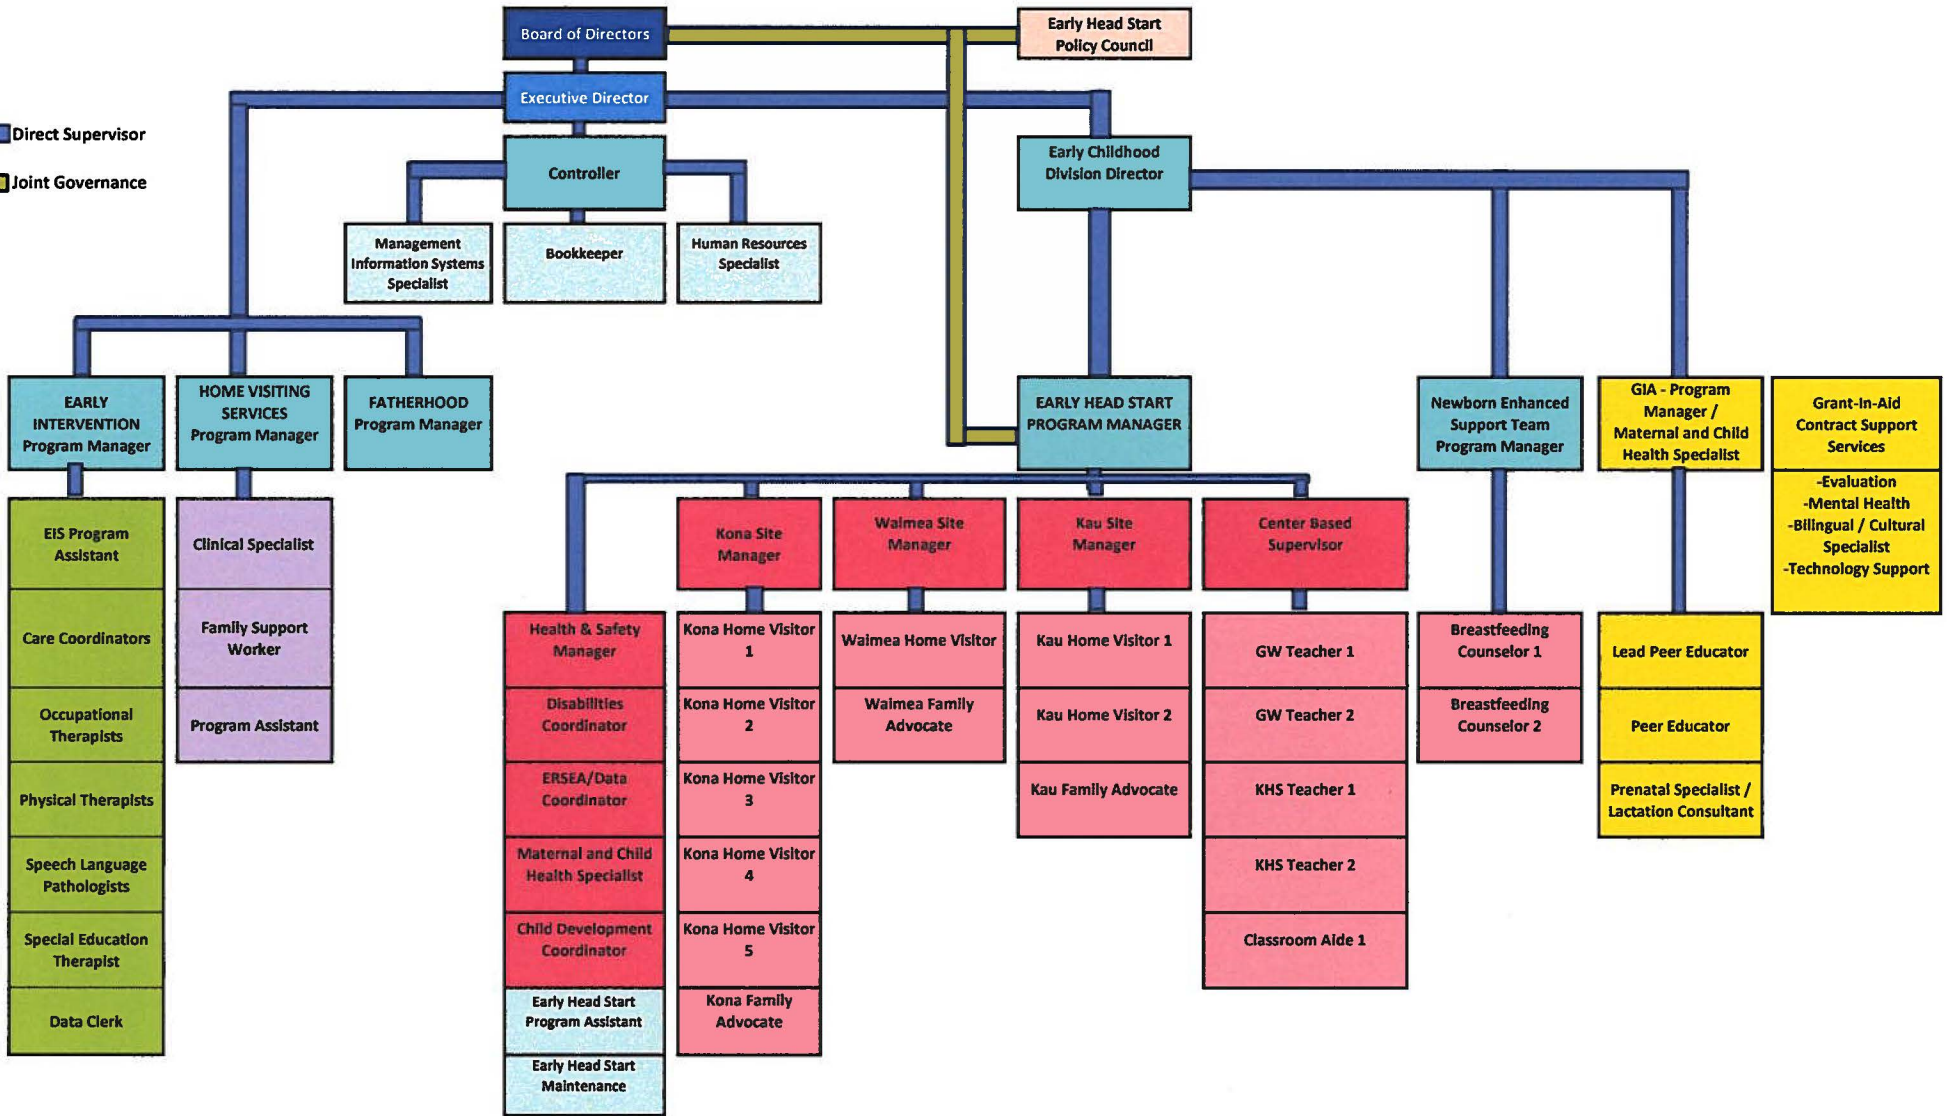 Board of Directors
Early Head Start
Policy Council
Executive Director
Direct Supervisor
Joint Governance
Controller
Early Childhood
Division Director
Management
Information Systems
Specialist
Bookkeeper
Human Resources
Specialist
EARLY
INTERVENTION
Program Manager
HOME VISITING
SERVICES
Program Manager
FATHERHOOD
Program Manager
EARLY HEAD START
PROGRAM MANAGER
Newborn Enhanced
Support Team
Program Manager
GIA - Program
Manager /
Maternal and Child
Health Specialist
Grant-In-Aid
Contract Support
Services
-Evaluation
-Mental Health
-Bilingual / Cultural
Specialist
-Technology Support
EIS Program
Assistant
Care Coordinators
Occupational
Therapists
Physical Therapists
Speech Language
Pathologists
Special Education
Therapist
Data Clerk
Clinical Specialist
Family Support
Worker
Program Assistant
Health & Safety
Manager
Disabilities
Coordinator
ERSEA/Data
Coordinator
Maternal and Child
Health Specialist
Child Development
Coordinator
Early Head Start
Program Assistant
Early Head Start
Maintenance
Kona Site
Manager
Kona Home Visitor
1
Kona Home Visitor
2
Kona Home Visitor
3
Kona Home Visitor
4
Kona Home Visitor
5
Kona Family
Advocate
Waimea Site
Manager
Waimea Home Visitor
Waimea Family
Advocate
Kau Site
Manager
Kau Home Visitor 1
Kau Home Visitor 2
Kau Family Advocate
Center Based
Supervisor
GW Teacher 1
GW Teacher 2
KHS Teacher 1
KHS Teacher 2
Classroom Aide 1
Breastfeeding
Counselor 1
Breastfeeding
Counselor 2
Lead Peer Educator
Peer Educator
Prenatal Specialist /
Lactation Consultant